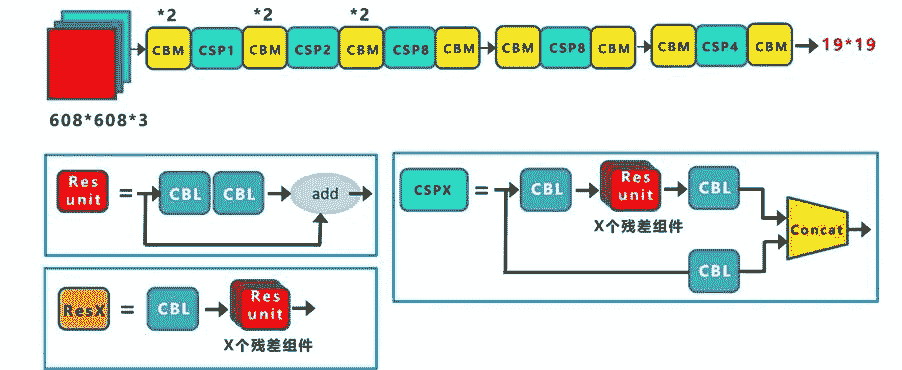 *2 *2 *2
CBM CSP1 CBM CSP2 CBM CSP8 CBM CBM CSP8 CBM CBM CSP4 CBM 19*19
608*608*3
Res unit = CBL CBL add
CSPX = CBL Res unit CBL Concat
X个残差组件
CBL
ResX = CBL Res unit
X个残差组件